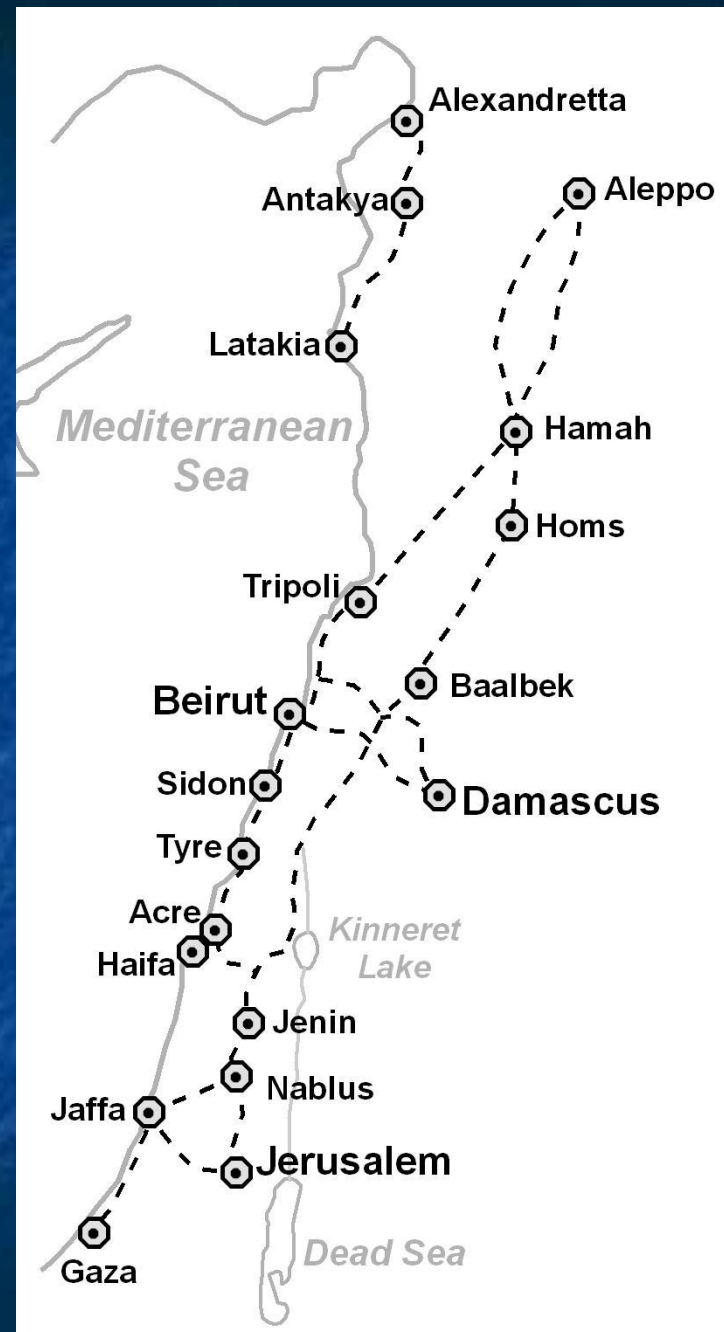 Alexandretta
Antakya
Aleppo
Latakia
Mediterranean
Sea
Hamah
Homs
Tripoli
Baalbek
Beirut
Sidon
Damascus
Tyre
Acre
Haifa
Kinneret
Lake
Jenin
Nablus
Jaffa
Jerusalem
Gaza
Dead Sea